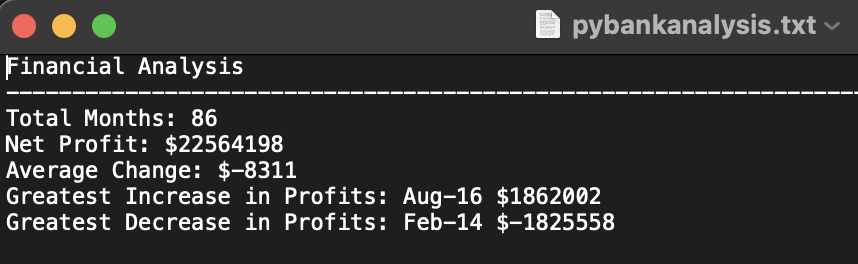 pybankanalysis.txt
Financial Analysis
-----------------------------------------------------------------
Total Months: 86
Net Profit: $22564198
Average Change: $-8311
Greatest Increase in Profits: Aug-16 $1862002
Greatest Decrease in Profits: Feb-14 $-1825558